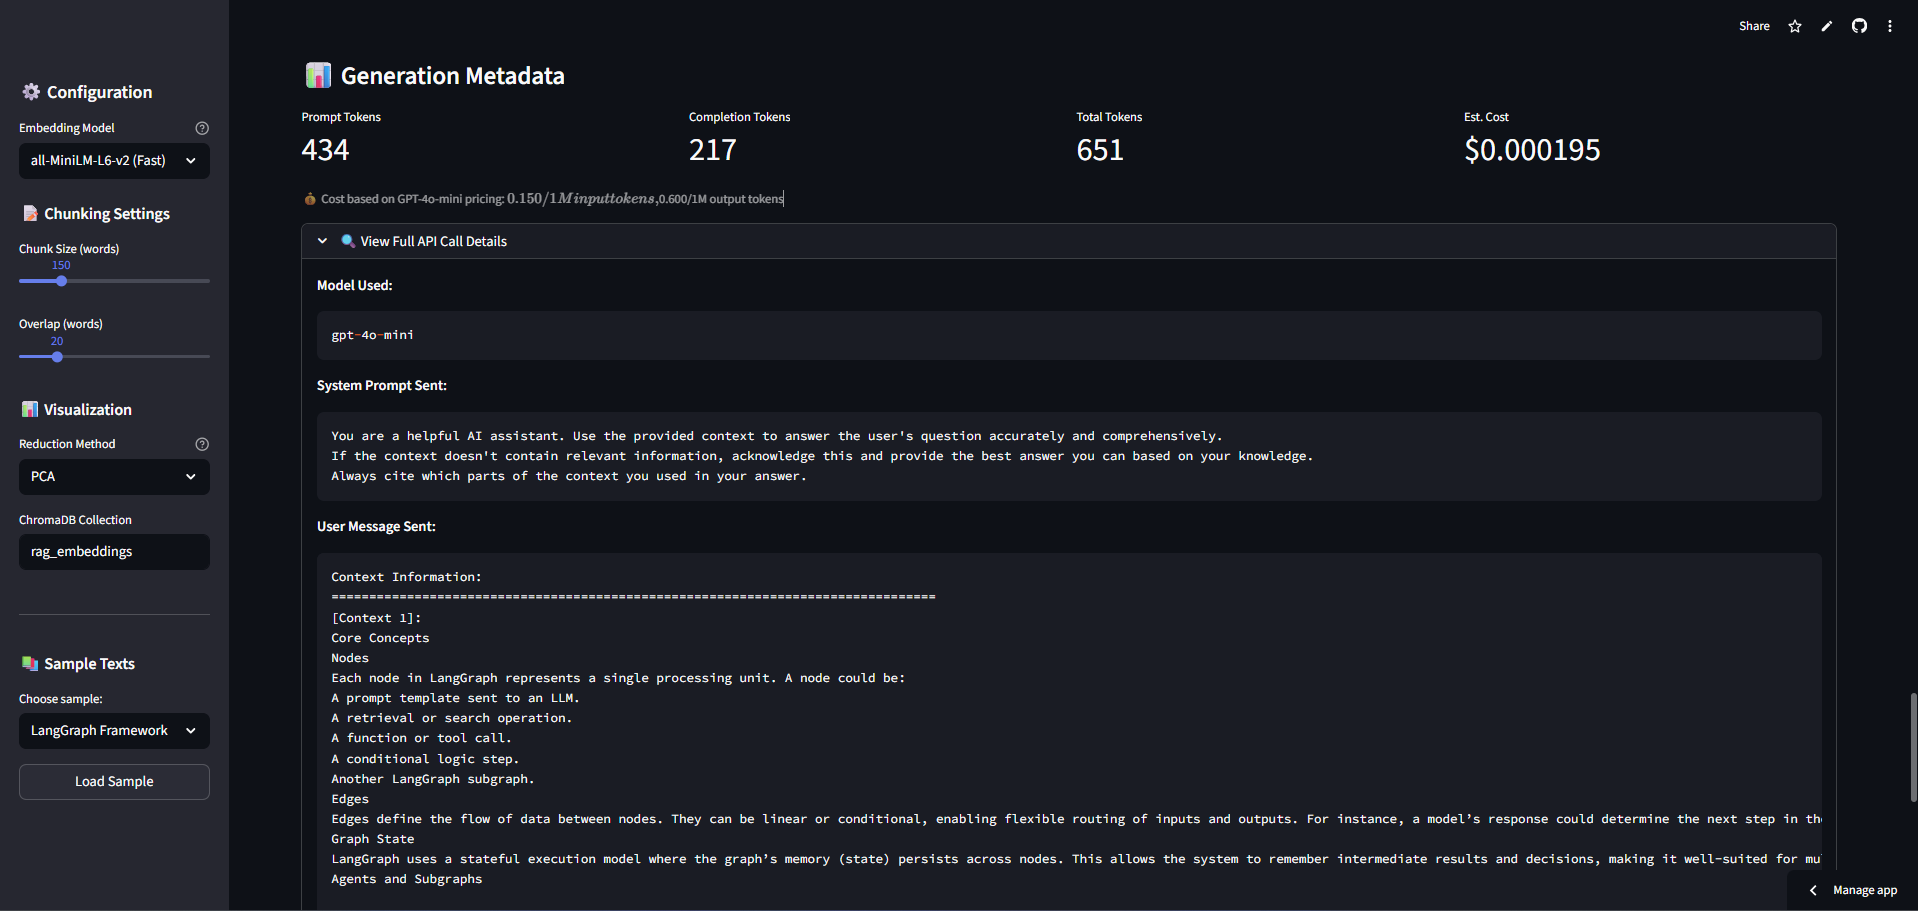 Share
Configuration
Embedding Model
all-MiniLM-L6-v2 (Fast)
Chunking Settings
Chunk Size (words)
150
Overlap (words)
20
Visualization
Reduction Method
PCA
ChromaDB Collection
rag_embeddings
Sample Texts
Choose sample:
LangGraph Framework
Load Sample
Generation Metadata
Prompt Tokens
434
Completion Tokens
217
Total Tokens
651
Est. Cost
$0.000195
Cost based on GPT-4o-mini pricing: 0.150/1Minputtokens,0.600/1M output tokens
View Full API Call Details
Model Used:
gpt-4o-mini
System Prompt Sent:
You are a helpful AI assistant. Use the provided context to answer the user's question accurately and comprehensively.
If the context doesn't contain relevant information, acknowledge this and provide the best answer you can based on your knowledge.
Always cite which parts of the context you used in your answer.
User Message Sent:
Context Information:
================================================================================
[Context 1]:
Core Concepts
Nodes
Each node in LangGraph represents a single processing unit. A node could be:
A prompt template sent to an LLM.
A retrieval or search operation.
A function or tool call.
A conditional logic step.
Another LangGraph subgraph.
Edges
Edges define the flow of data between nodes. They can be linear or conditional, enabling flexible routing of inputs and outputs. For instance, a model’s response could determine the next step in
Graph State
LangGraph uses a stateful execution model where the graph’s memory (state) persists across nodes. This allows the system to remember intermediate results and decisions, making it well-suited for
Agents and Subgraphs
Manage app